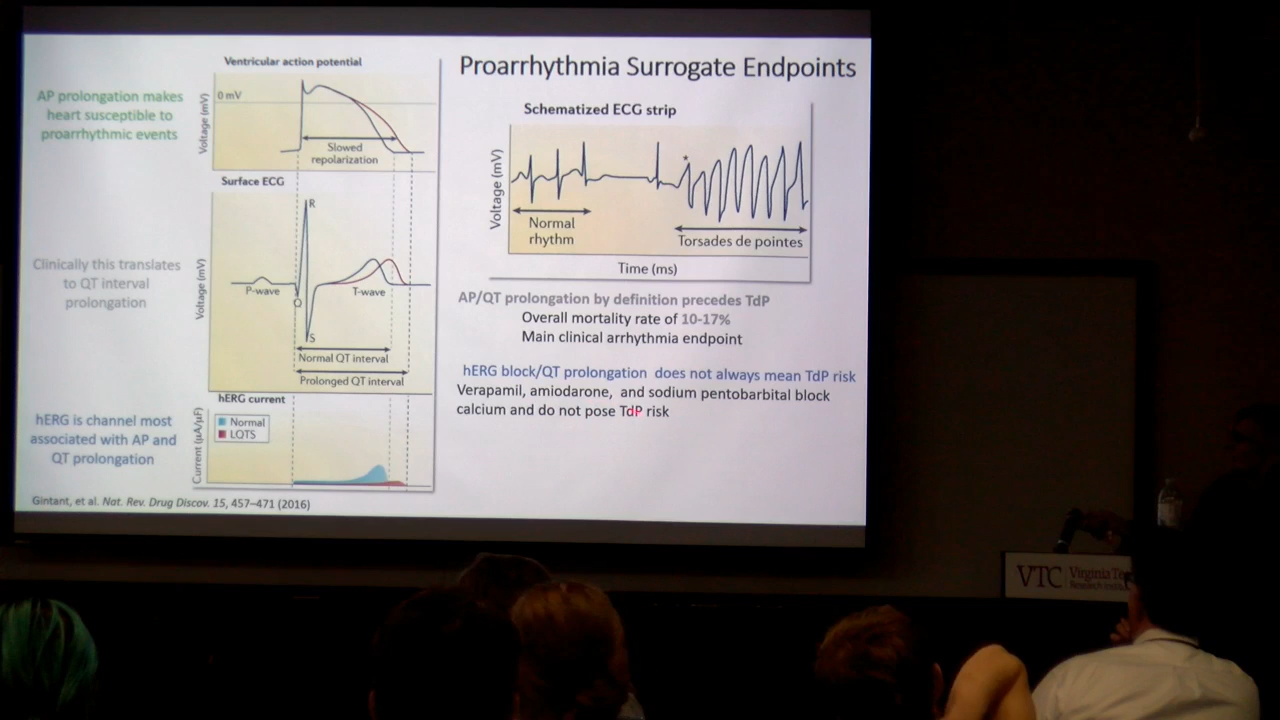 Proarrhythmia Surrogate Endpoints
AP prolongation makes
heart susceptible to
proarrhythmic events
Clinically this translates
to QT interval
prolongation
hERG is channel most
associated with AP and
QT prolongation
Ventricular action potential
Voltage (mV)
0 mV
Slowed
repolarization
Surface ECG
Voltage (mV)
R
P-wave
Q
T-wave
S
Normal QT interval
Prolonged QT interval
hERG current
Current (µA/µF)
Normal
LQTS
Gintant, et al. Nat. Rev. Drug Discov. 15, 457–471 (2016)
Schematized ECG strip
Voltage (mV)
*
Normal
rhythm
Torsades de pointes
Time (ms)
AP/QT prolongation by definition precedes TdP
Overall mortality rate of 10-17%
Main clinical arrhythmia endpoint
hERG block/QT prolongation does not always mean TdP risk
Verapamil, amiodarone, and sodium pentobarbital block
calcium and do not pose TdP risk
VTC Virginia
Research